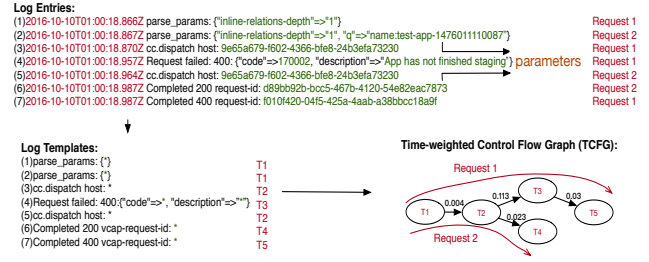 Log Entries:
(1)2016-10-10T01:00:18.866Z parse_params: {"inline-relations-depth"=>"1"} Request 1
(2)2016-10-10T01:00:18.867Z parse_params: {"inline-relations-depth"=>"1", "q"=>"name:test-app-1476011110087"} Request 2
(3)2016-10-10T01:00:18.870Z cc.dispatch host: 9e65a679-f602-4366-bfe8-24b3efa73230 Request 1
(4)2016-10-10T01:00:18.957Z Request failed: 400: {"code"=>170002, "description"=>"App has not finished staging"} parameters Request 1
(5)2016-10-10T01:00:18.964Z cc.dispatch host: 9e65a679-f602-4366-bfe8-24b3efa73230 Request 2
(6)2016-10-10T01:00:18.987Z Completed 200 request-id: d89bb92b-bcc5-467b-4120-54e82eac7873 Request 2
(7)2016-10-10T01:00:18.987Z Completed 400 request-id: f010f420-04f5-425a-4aab-a38bbcc18a9f Request 1
Log Templates:
(1)parse_params: {*} T1
(2)parse_params: {*} T1
(3)cc.dispatch host: * T2
(4)Request failed: 400:{"code"=>*, "description"=>"*"} T3
(5)cc.dispatch host: * T2
(6)Completed 200 vcap-request-id: * T4
(7)Completed 400 vcap-request-id: * T5
Time-weighted Control Flow Graph (TCFG):
Request 1
T1 0.004 T2 0.113 T3 0.03 T5
0.023 T4
Request 2